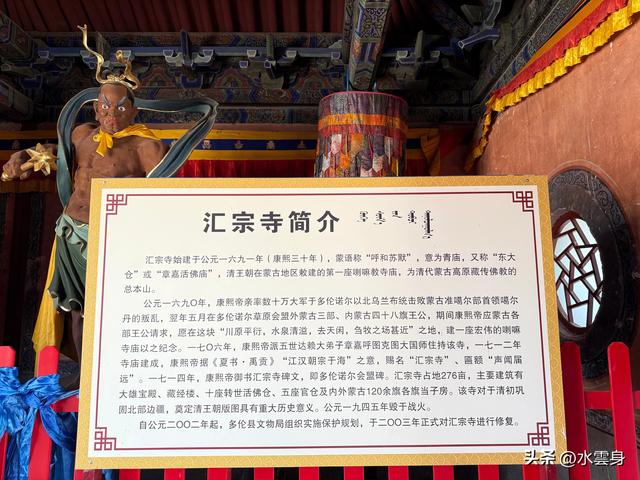 汇宗寺简介
汇宗寺始建于公元一六九一年（康熙三十年），蒙语称“呼和苏默”，意为青庙，又称“东大
仓”或“章嘉活佛庙”，清王朝在蒙古地区敕建的第一座喇嘛教寺庙，为清代蒙古高原藏传佛教的
总本山。
公元一六九〇年，康熙帝亲率数十万大军于多伦诺尔以北乌兰布统击败蒙古准噶尔部首领噶尔
丹的叛乱，翌年五月在多伦诺尔草原会盟外蒙古三部、内蒙古四十八旗王公，期间康熙帝应蒙古各
部王公请求，愿在这块“川原平衍，水泉清溢，去天闲，刍牧之场甚近”之地，建一座宏伟的喇嘛
寺庙以之纪念。一七〇六年，康熙帝派五世达赖大弟子章嘉呼图克图大国师住持该寺，一七一二年
寺庙建成，康熙帝据《夏书·禹贡》“江汉朝宗于海”之意，赐名“汇宗寺”、匾额“声闻届
远”。一七一四年，康熙帝御书汇宗寺碑文，即多伦诺尔会盟碑。汇宗寺占地276亩，主要建筑有
大雄宝殿、藏经阁、十座转世活佛仓、五座官仓及内外蒙古120余旗各旗当子房。该寺对于清初巩
固北部边疆，奠定清王朝版图具有重大历史意义。公元一九四五年毁于战火。
自公元二〇〇二年起，多伦县文物局组织实施保护规划，于二〇〇三年正式对汇宗寺进行修复。
头条 @水雲身